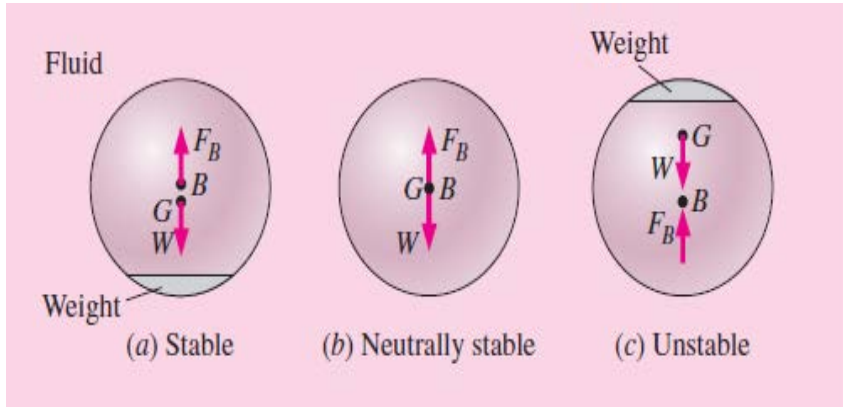 Fluid
Weight
F_B
B
G
W
Weight
(a) Stable
F_B
G B
W
(b) Neutrally stable
G
W
B
F_B
(c) Unstable